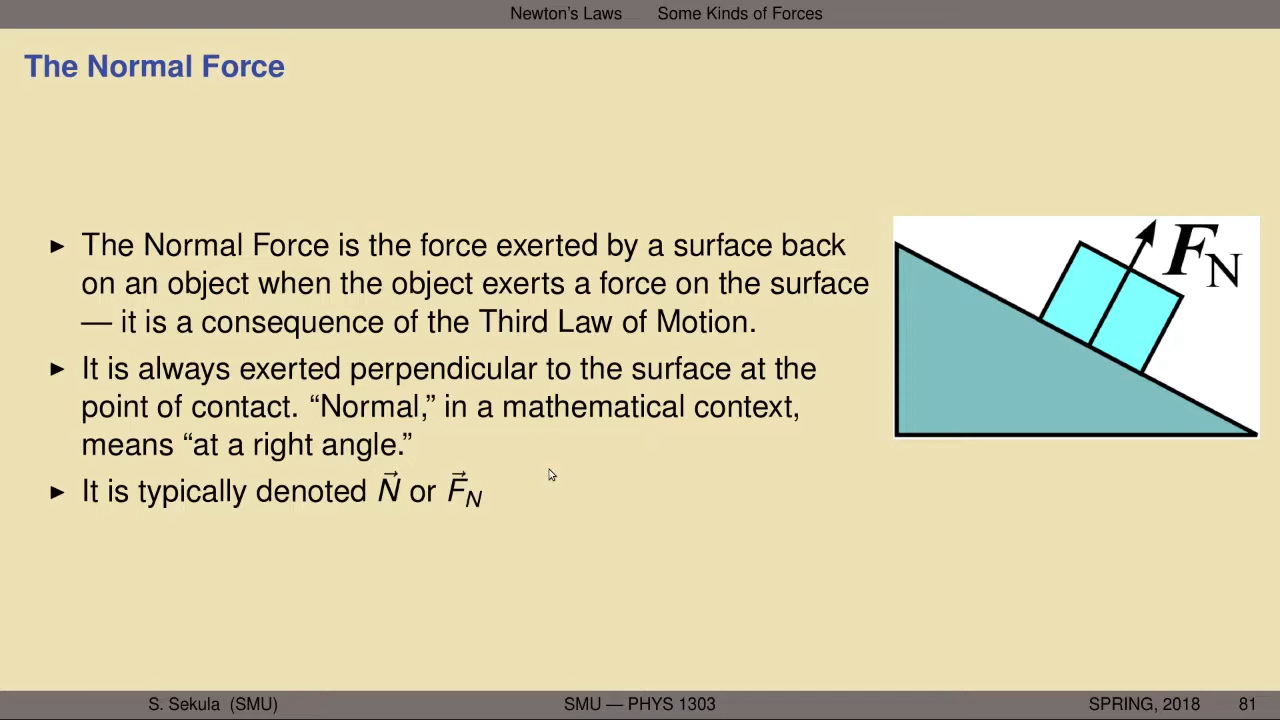 Newton's Laws Some Kinds of Forces
The Normal Force
▶ The Normal Force is the force exerted by a surface back
on an object when the object exerts a force on the surface
— it is a consequence of the Third Law of Motion.
▶ It is always exerted perpendicular to the surface at the
point of contact. “Normal,” in a mathematical context,
means “at a right angle.”
▶ It is typically denoted N⃗ or F⃗_N
F_N
S. Sekula (SMU) SMU — PHYS 1303 SPRING, 2018 81